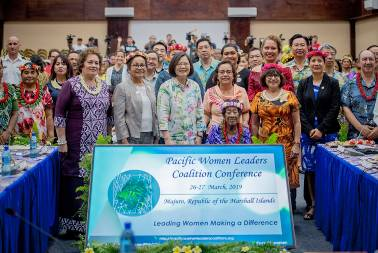 Pacific Women Leaders
Coalition Conference
26-27 March, 2019
Majuro, Republic of the Marshall Islands
Leading Women Making a Difference